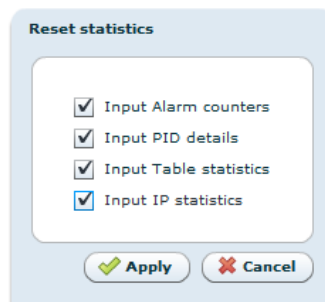 Reset statistics
Input Alarm counters
Input PID details
Input Table statistics
Input IP statistics
Apply Cancel